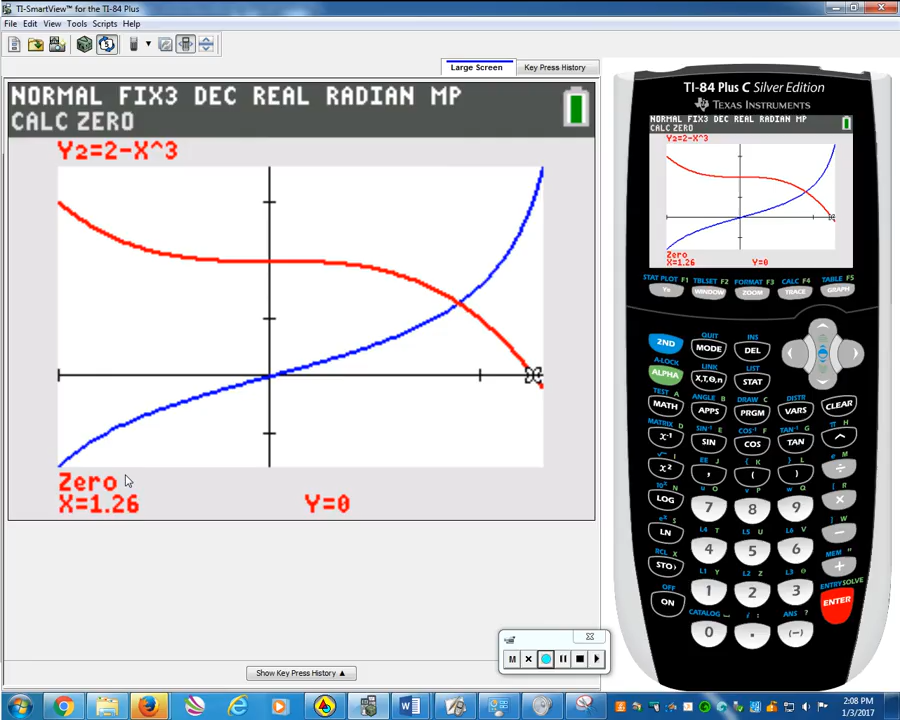 TI-SmartView™ for the TI-84 Plus
File Edit View Tools Scripts Help
Large Screen Key Press History
NORMAL FIX3 DEC REAL RADIAN MP
CALC ZERO
Y₂=2-X^3
Zero
X=1.26 Y=0
Show Key Press History ▲
M
TI-84 Plus C Silver Edition
TEXAS INSTRUMENTS
NORMAL FIX3 DEC REAL RADIAN MP
CALC ZERO
Y₂=2-X^3
Zero
X=1.26 Y=0
STAT PLOT F1 TBLSET F2 FORMAT F3 CALC F4 TABLE F5
Y= WINDOW ZOOM TRACE GRAPH
QUIT INS
2ND MODE DEL
A-LOCK LINK LIST
ALPHA X,T,Θ,n STAT
TEST A ANGLE B DRAW C DISTR
MATH APPS PRGM VARS CLEAR
MATRIX D SIN⁻¹ E COS⁻¹ F TAN⁻¹ G π H
x⁻¹ SIN COS TAN ^
√ I EE J { K } L e M
x² , ( ) ÷
10ˣ N u O v P w Q [ R
LOG 7 8 9 ×
eˣ S L4 T L5 U L6 V ] W
LN 4 5 6 −
RCL X L1 Y L2 Z L3 Θ MEM "
STO› 1 2 3 +
OFF CATALOG i : ANS ? ENTRY SOLVE
ON 0 . (−) ENTER
2:08 PM
1/3/2017